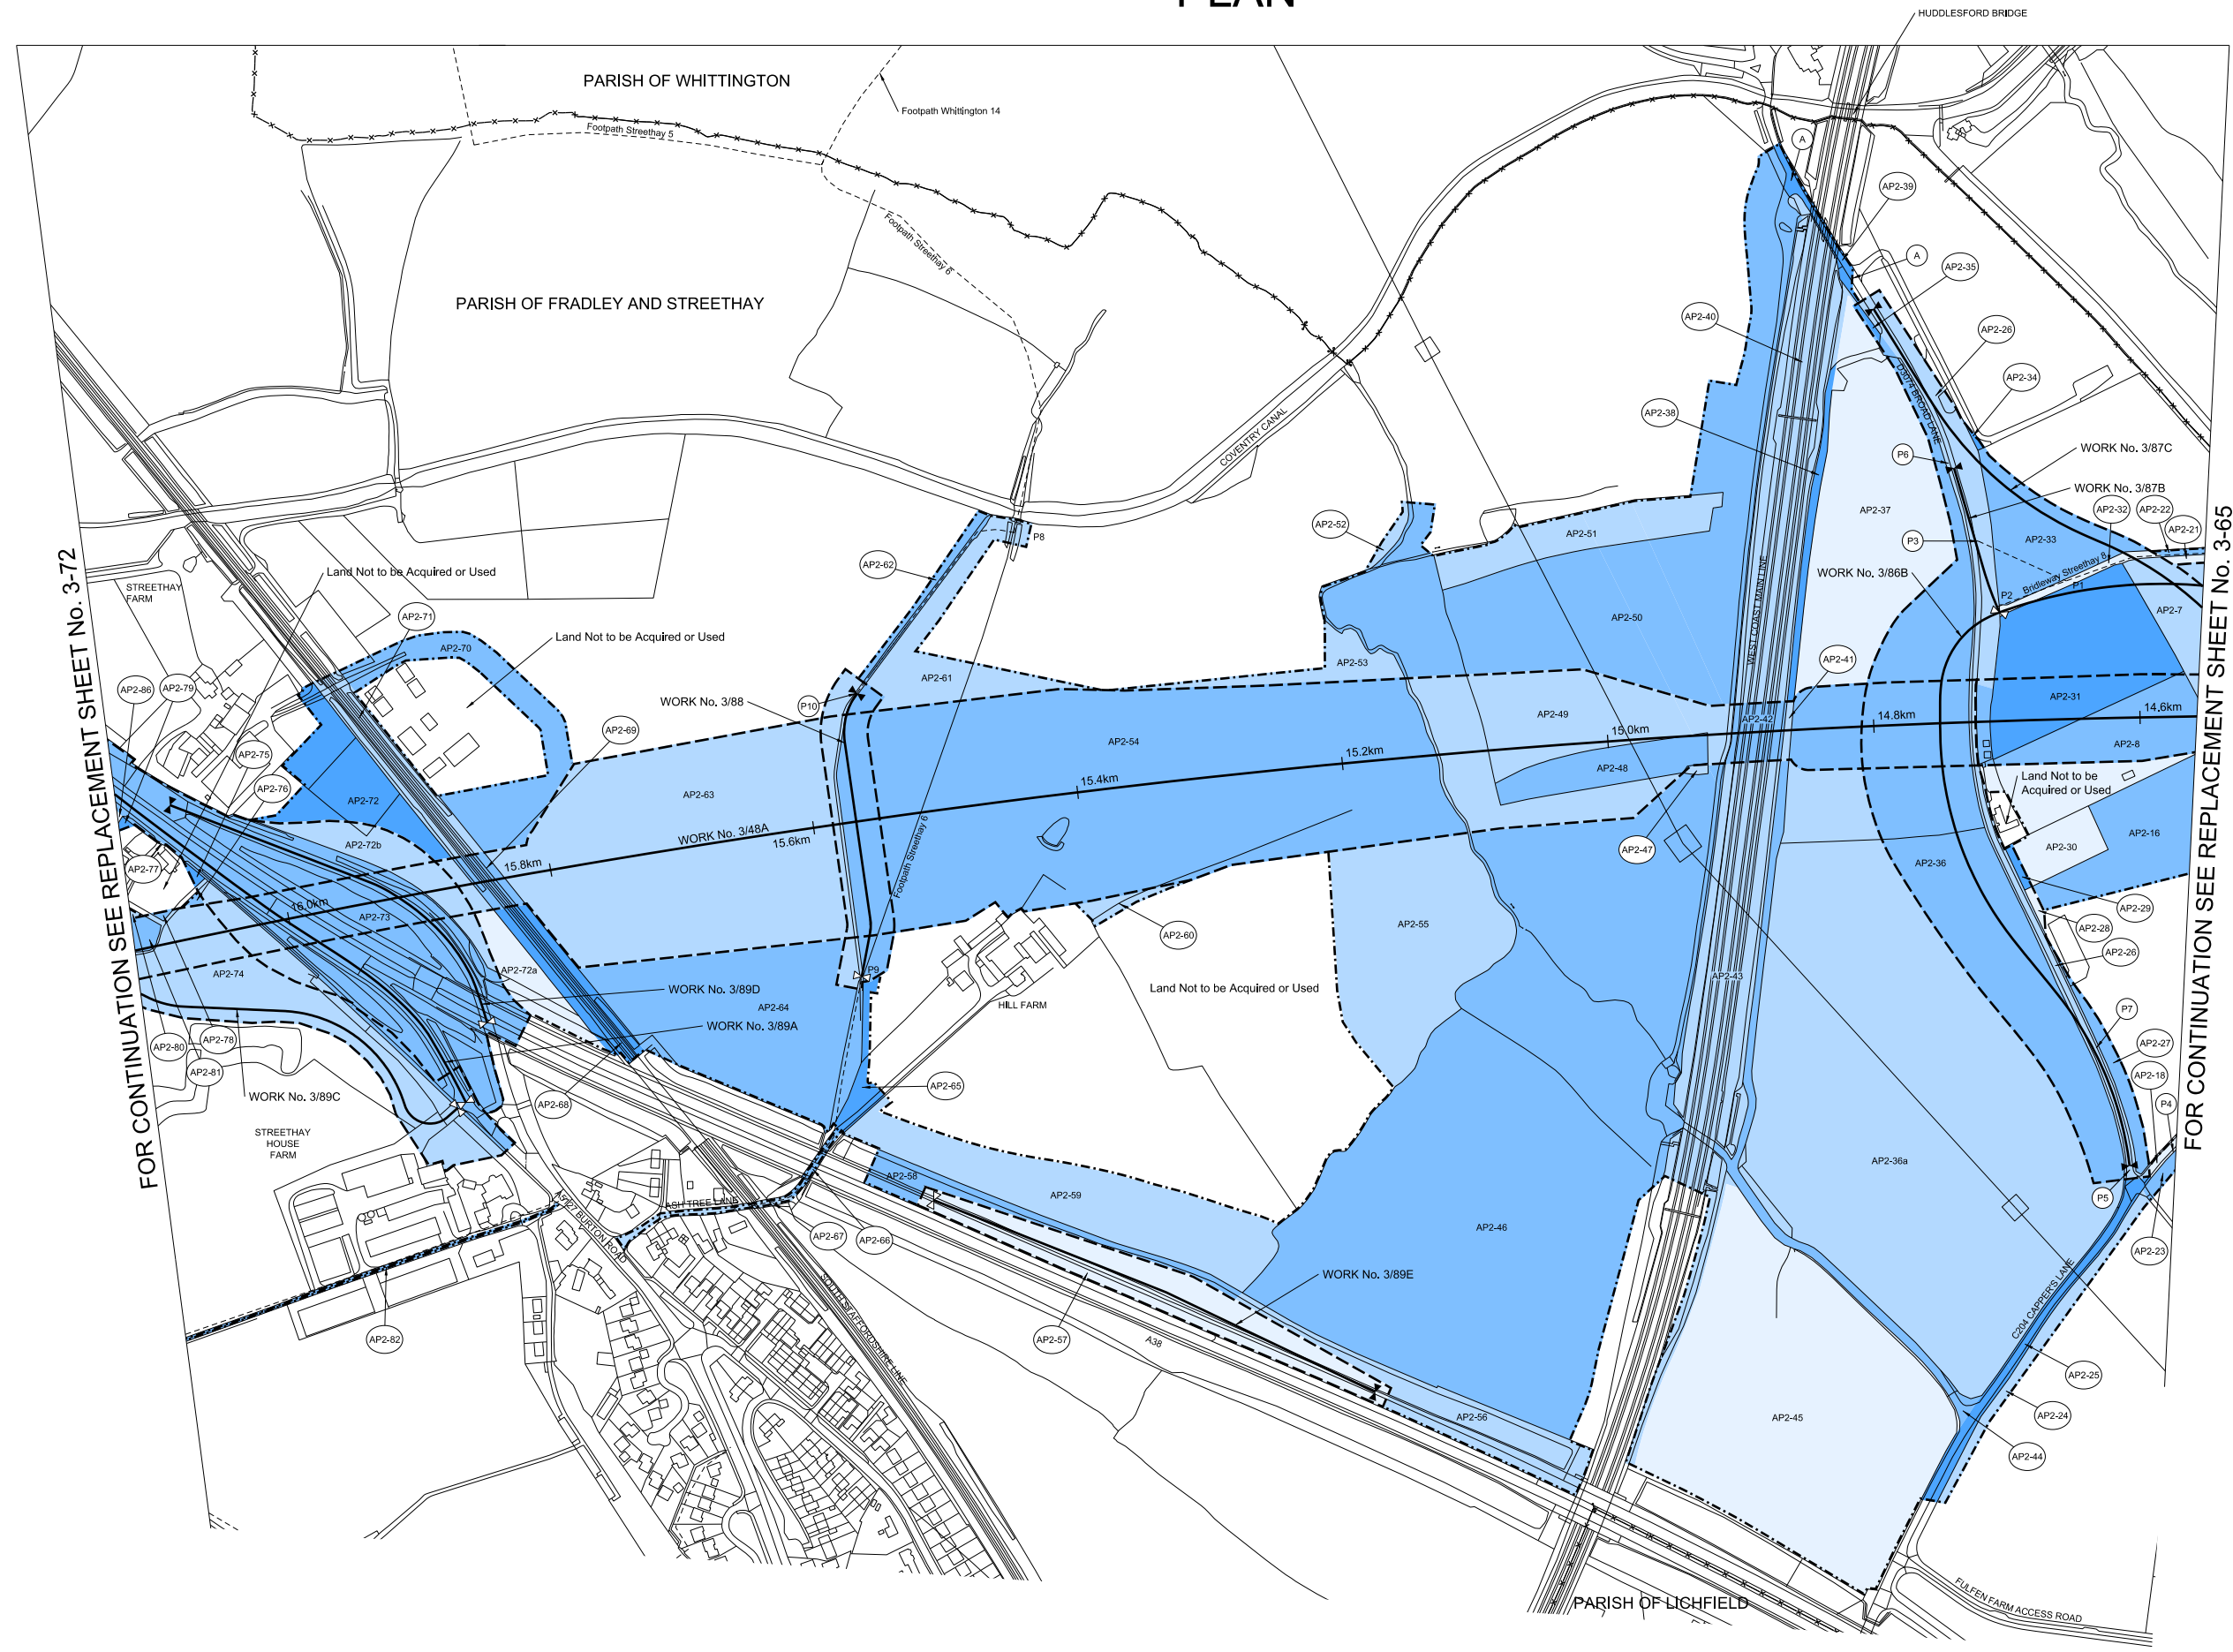 PLAN
HUDDLESFORD BRIDGE
PARISH OF WHITTINGTON
Footpath Whittington 14
Footpath Streethay 5
A
AP2-39
Footpath Streethay 6
A
AP2-35
PARISH OF FRADLEY AND STREETHAY
AP2-40
AP2-26
D3074 BROAD LANE
AP2-34
AP2-38
COVENTRY CANAL
WORK No. 3/87C
P6
WORK No. 3/87B
AP2-37
AP2-32
AP2-22
AP2-21
AP2-52
AP2-51
P8
P3
AP2-33
FOR CONTINUATION SEE REPLACEMENT SHEET No. 3-72
FOR CONTINUATION SEE REPLACEMENT SHEET No. 3-65
AP2-62
Land Not to be Acquired or Used
WORK No. 3/86B
Bridleway Streethay 8
P1
STREETHAY
FARM
P2
AP2-7
WEST COAST MAIN LINE
AP2-71
AP2-50
Land Not to be Acquired or Used
AP2-70
AP2-53
AP2-41
AP2-61
AP2-86
AP2-79
AP2-31
WORK No. 3/88
P10
AP2-49
AP2-42
14.8km
14.6km
AP2-69
AP2-54
15.0km
AP2-8
AP2-75
15.2km
AP2-48
Land Not to be
Acquired or Used
15.4km
AP2-76
AP2-72
AP2-63
WORK No. 3/48A
15.6km
AP2-16
AP2-72b
AP2-47
AP2-30
AP2-77
15.8km
AP2-36
Footpath Streethay 6
16.0km
AP2-73
AP2-29
AP2-55
AP2-28
AP2-60
AP2-26
AP2-74
AP2-72a
P9
AP2-43
WORK No. 3/89D
Land Not to be Acquired or Used
HILL FARM
AP2-64
P7
WORK No. 3/89A
AP2-80
AP2-78
AP2-27
AP2-81
AP2-18
AP2-65
WORK No. 3/89C
AP2-68
P4
STREETHAY
HOUSE
FARM
AP2-36a
AP2-58
AP2-59
P5
ASH TREE LANE
A5127 BURTON ROAD
AP2-46
AP2-67
AP2-66
AP2-23
WORK No. 3/89E
SOUTH STAFFORDSHIRE LINE
C204 CAPPER'S LANE
AP2-82
AP2-57
A38
AP2-25
AP2-56
AP2-45
AP2-24
AP2-44
FULFEN FARM ACCESS ROAD
PARISH OF LICHFIELD